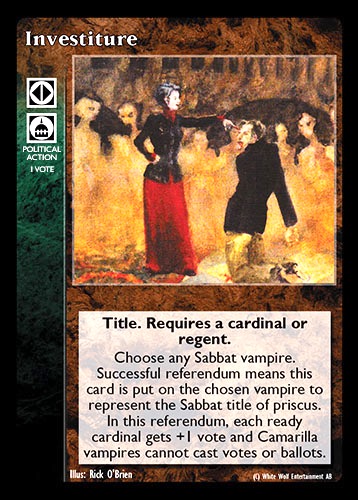 Investiture
POLITICAL
ACTION
1 VOTE
Title. Requires a cardinal or
regent.
Choose any Sabbat vampire.
Successful referendum means this
card is put on the chosen vampire to
represent the Sabbat title of priscus.
In this referendum, each ready
cardinal gets +1 vote and Camarilla
vampires cannot cast votes or ballots.
Illus: Rick O'Brien
(C) White Wolf Entertainment AB